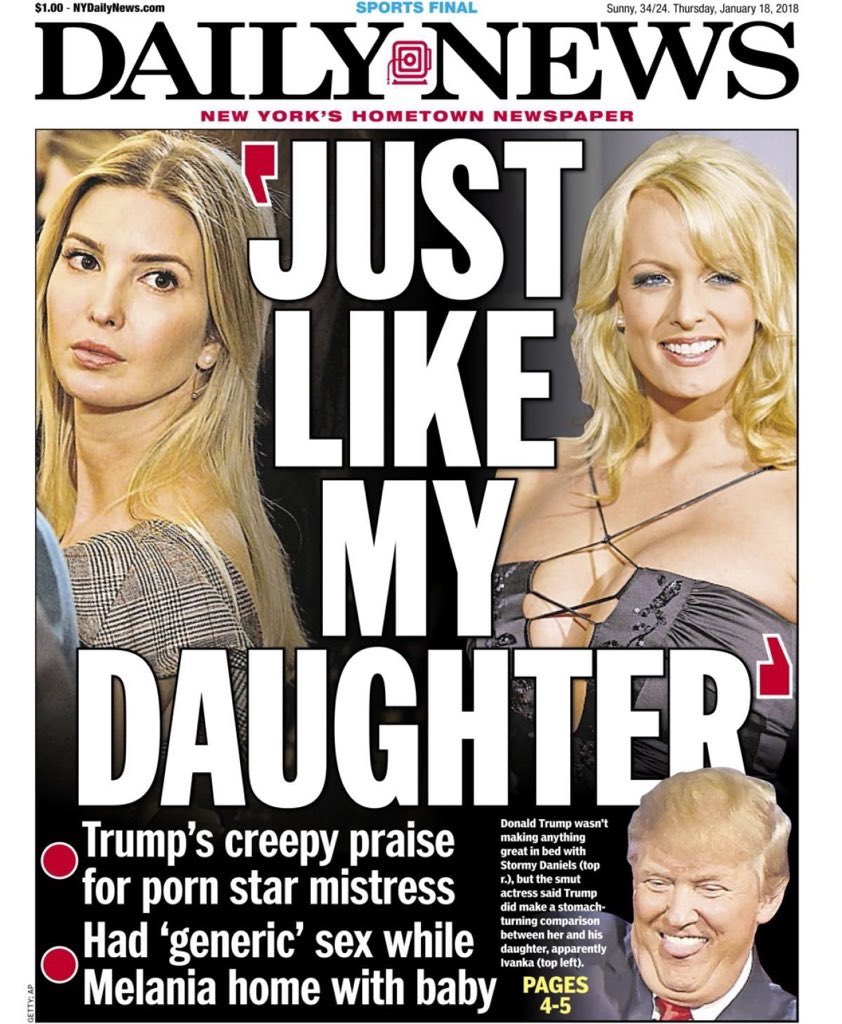 $1.00 - NYDailyNews.com
SPORTS FINAL
Sunny, 34/24. Thursday, January 18, 2018
DAILY NEWS
NEW YORK'S HOMETOWN NEWSPAPER
'JUST
LIKE
MY
DAUGHTER'
Trump's creepy praise
for porn star mistress
Had 'generic' sex while
Melania home with baby
Donald Trump wasn't
making anything
great in bed with
Stormy Daniels (top
r.), but the smut
actress said Trump
did make a stomach-
turning comparison
between her and his
daughter, apparently
Ivanka (top left).
PAGES
4-5
GETTY; AP